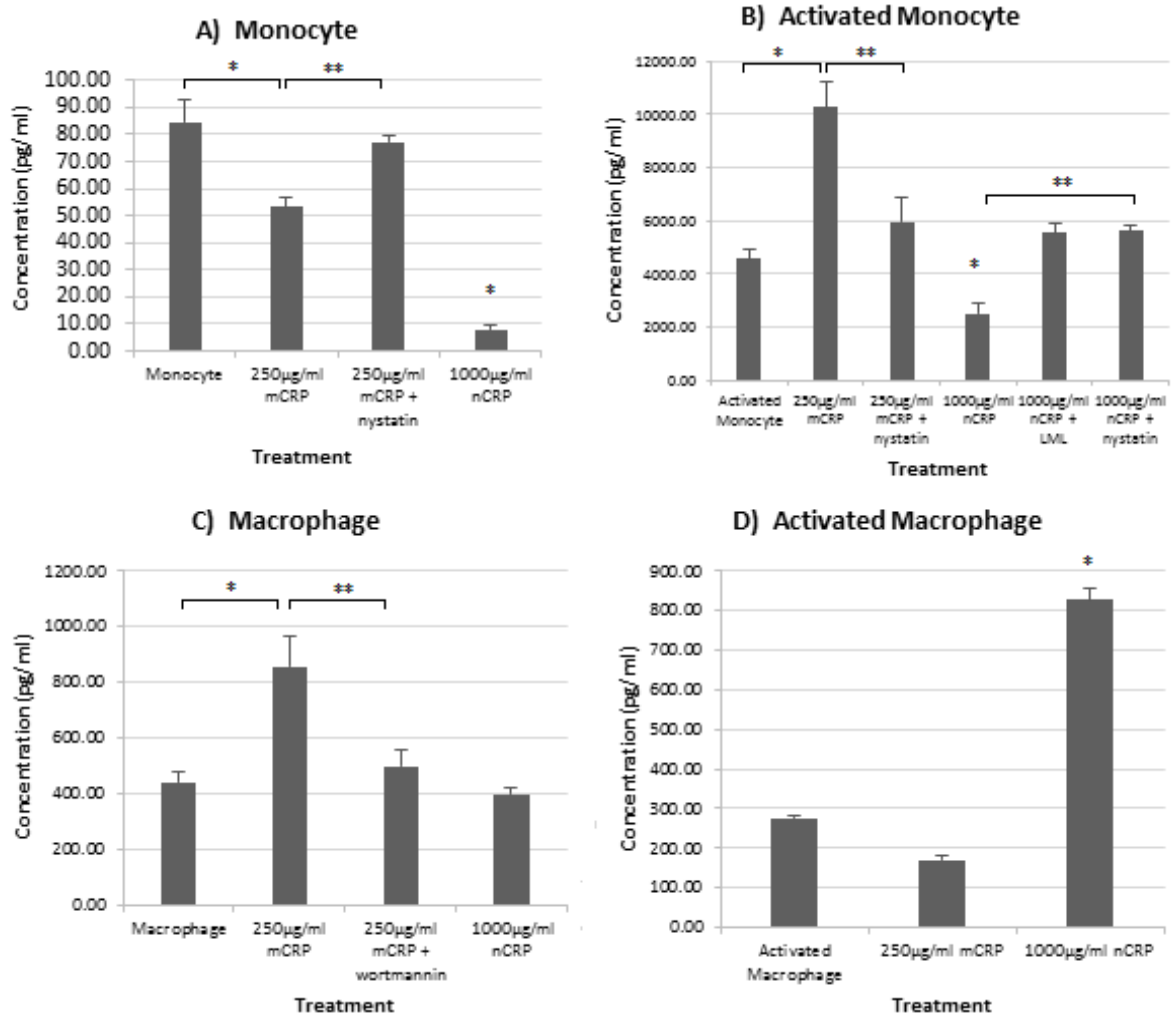 A) Monocyte
*
**
100.00
90.00
80.00
70.00
60.00
50.00
40.00
30.00
20.00
10.00
0.00
*
Concentration (pg/ml)
Monocyte
250µg/ml
mCRP
250µg/ml
mCRP +
nystatin
1000µg/ml
nCRP
Treatment
B) Activated Monocyte
*
**
12000.00
10000.00
8000.00
6000.00
4000.00
2000.00
0.00
*
**
Concentration (pg/ml)
Activated
Monocyte
250µg/ml
mCRP
250µg/ml
mCRP +
nystatin
1000µg/ml
nCRP
1000µg/ml
nCRP +
LML
1000µg/ml
nCRP +
nystatin
Treatment
C) Macrophage
*
**
1200.00
1000.00
800.00
600.00
400.00
200.00
0.00
Concentration (pg/ml)
Macrophage
250µg/ml
mCRP
250µg/ml
mCRP +
wortmannin
1000µg/ml
nCRP
Treatment
D) Activated Macrophage
*
900.00
800.00
700.00
600.00
500.00
400.00
300.00
200.00
100.00
0.00
Concentration (pg/ml)
Activated
Macrophage
250µg/ml mCRP
1000µg/ml nCRP
Treatment